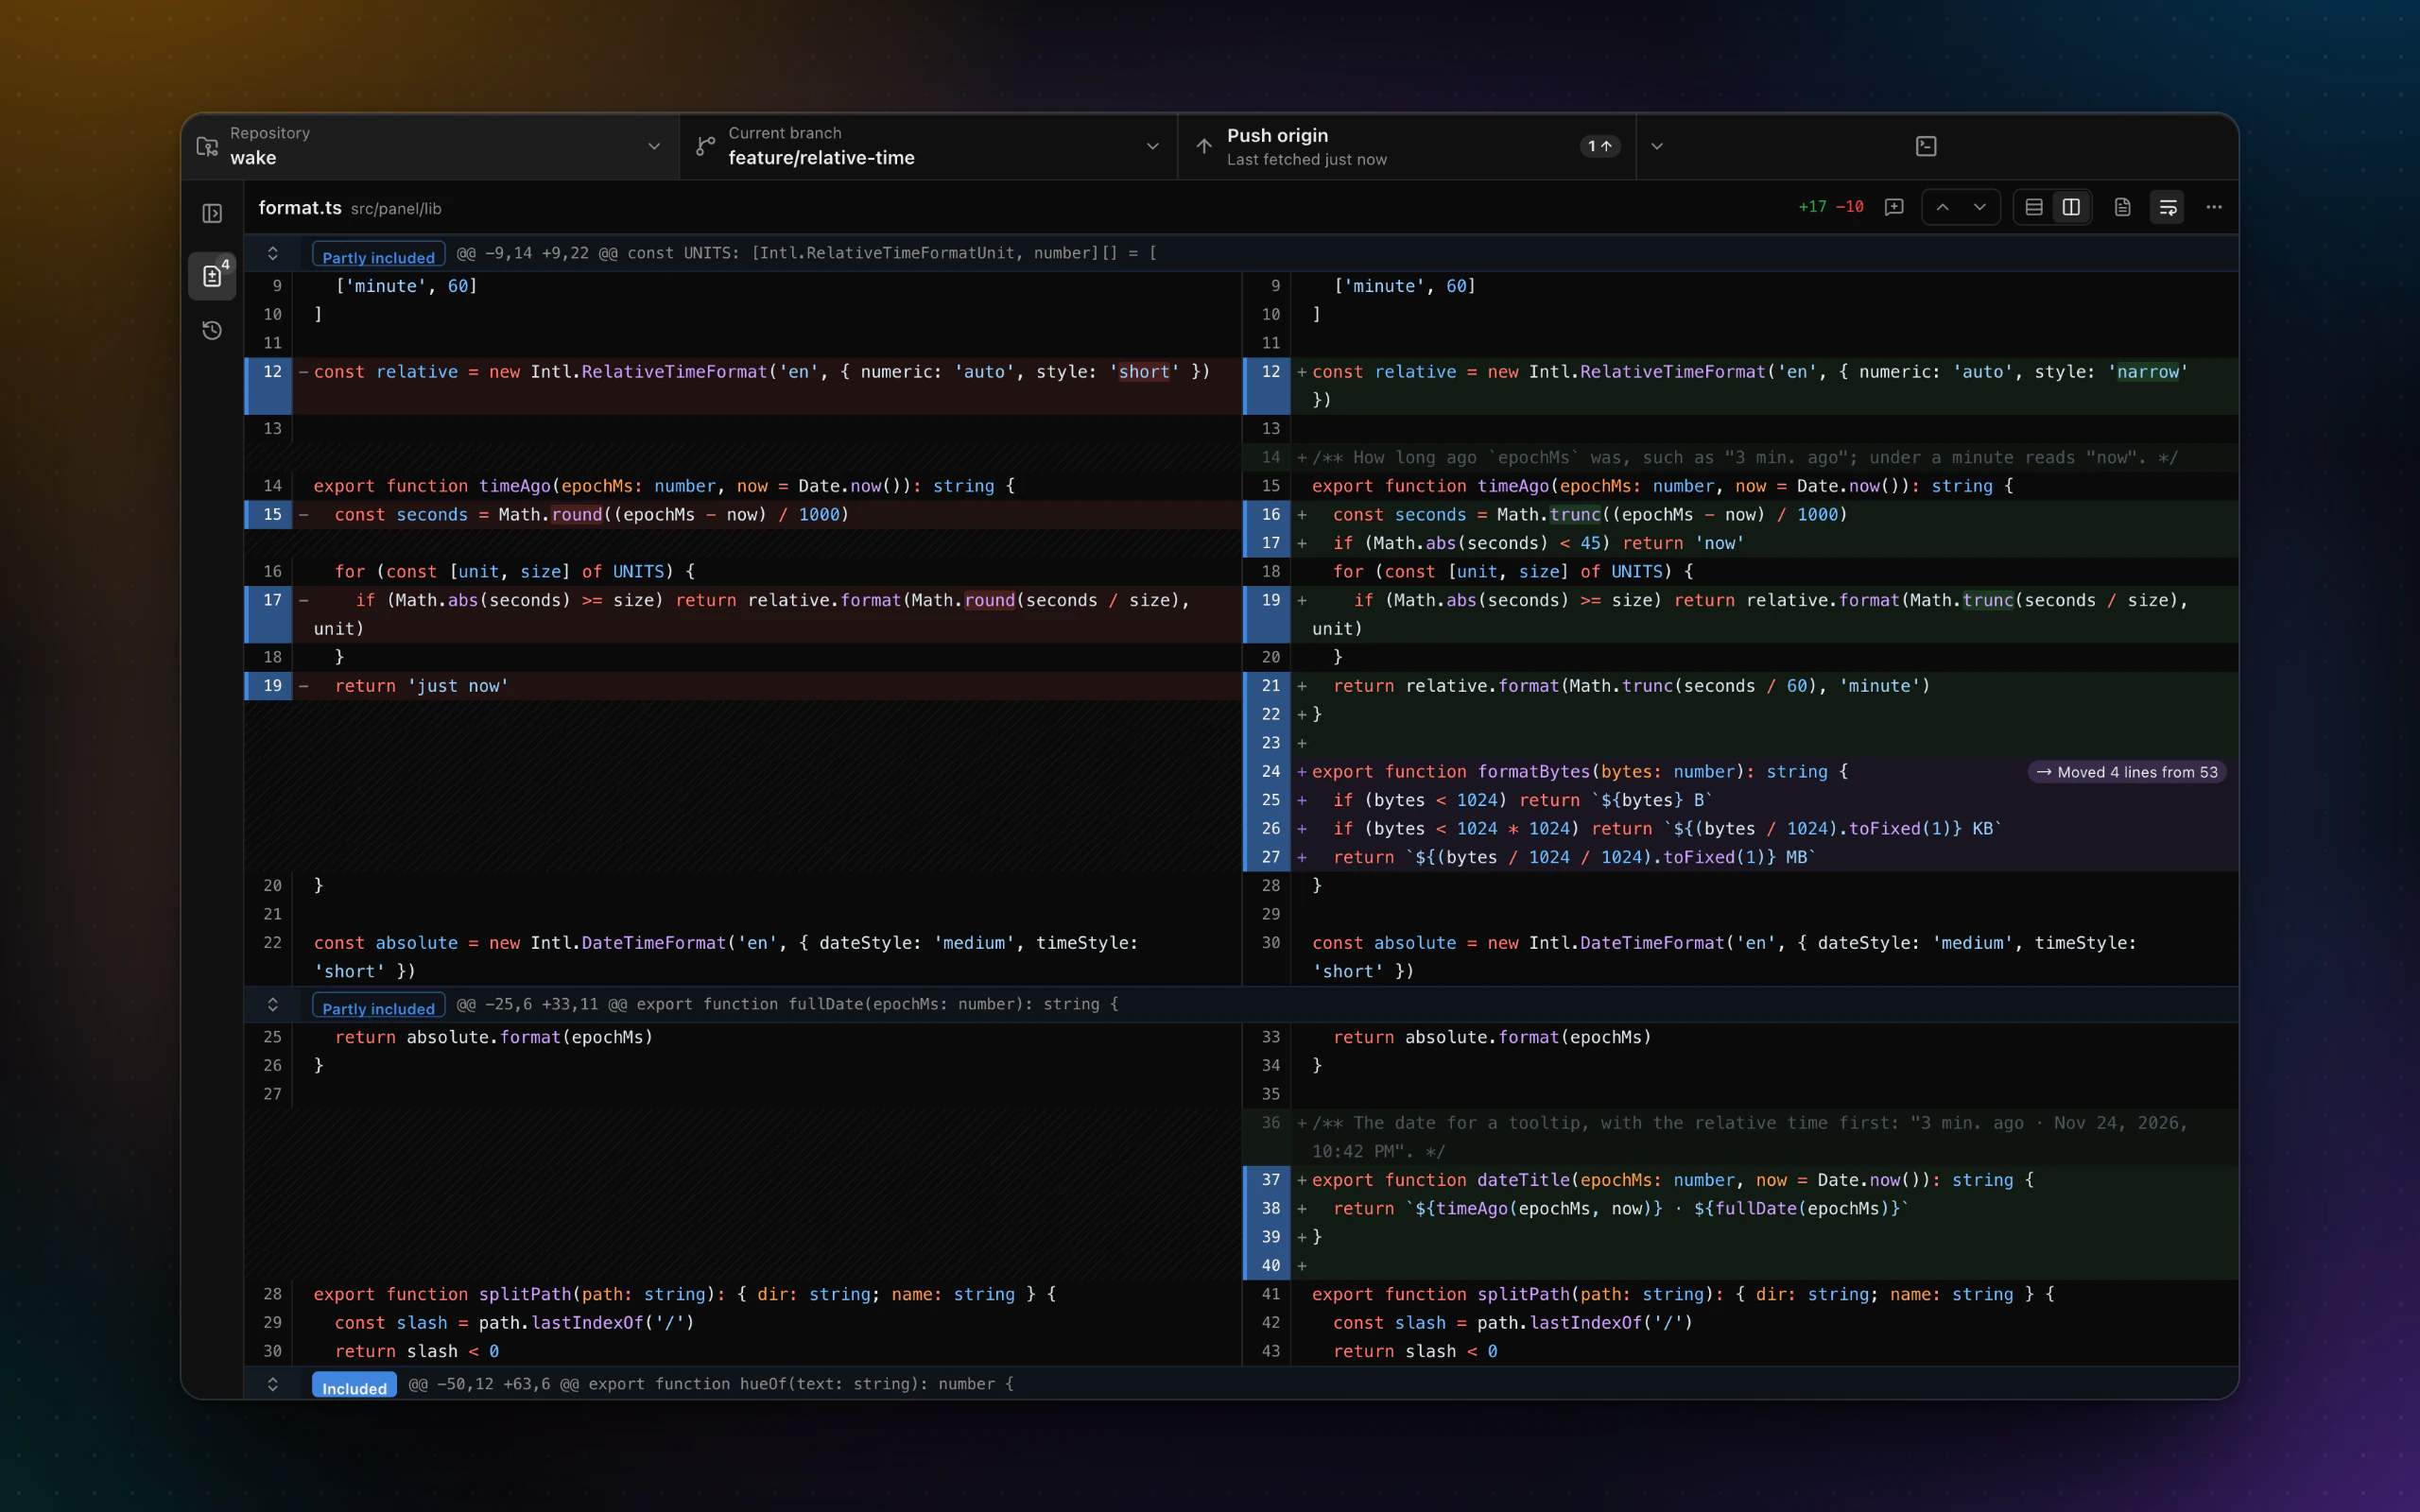 Repository
wake
Current branch
feature/relative-time
Push origin
Last fetched just now
1↑
format.ts src/panel/lib
+17 −10
4
Partly included @@ −9,14 +9,22 @@ const UNITS: [Intl.RelativeTimeFormatUnit, number][] = [
9   ['minute', 60]
10 ]
11
12 −const relative = new Intl.RelativeTimeFormat('en', { numeric: 'auto', style: 'short' })
13
14 export function timeAgo(epochMs: number, now = Date.now()): string {
15 −  const seconds = Math.round((epochMs − now) / 1000)
16   for (const [unit, size] of UNITS) {
17 −    if (Math.abs(seconds) >= size) return relative.format(Math.round(seconds / size),
unit)
18   }
19 −  return 'just now'
20 }
21
22 const absolute = new Intl.DateTimeFormat('en', { dateStyle: 'medium', timeStyle:
'short' })
9   ['minute', 60]
10 ]
11
12 +const relative = new Intl.RelativeTimeFormat('en', { numeric: 'auto', style: 'narrow'
})
13
14 +/** How long ago `epochMs` was, such as "3 min. ago"; under a minute reads "now". */
15 export function timeAgo(epochMs: number, now = Date.now()): string {
16 +  const seconds = Math.trunc((epochMs − now) / 1000)
17 +  if (Math.abs(seconds) < 45) return 'now'
18   for (const [unit, size] of UNITS) {
19 +    if (Math.abs(seconds) >= size) return relative.format(Math.trunc(seconds / size),
unit)
20   }
21 +  return relative.format(Math.trunc(seconds / 60), 'minute')
22 +}
23 +
24 +export function formatBytes(bytes: number): string {
→ Moved 4 lines from 53
25 +  if (bytes < 1024) return `${bytes} B`
26 +  if (bytes < 1024 * 1024) return `${(bytes / 1024).toFixed(1)} KB`
27 +  return `${(bytes / 1024 / 1024).toFixed(1)} MB`
28 }
29
30 const absolute = new Intl.DateTimeFormat('en', { dateStyle: 'medium', timeStyle:
'short' })
Partly included @@ −25,6 +33,11 @@ export function fullDate(epochMs: number): string {
25   return absolute.format(epochMs)
26 }
27
28 export function splitPath(path: string): { dir: string; name: string } {
29   const slash = path.lastIndexOf('/')
30   return slash < 0
33   return absolute.format(epochMs)
34 }
35
36 +/** The date for a tooltip, with the relative time first: "3 min. ago · Nov 24, 2026,
10:42 PM". */
37 +export function dateTitle(epochMs: number, now = Date.now()): string {
38 +  return `${timeAgo(epochMs, now)} · ${fullDate(epochMs)}`
39 +}
40 +
41 export function splitPath(path: string): { dir: string; name: string } {
42   const slash = path.lastIndexOf('/')
43   return slash < 0
Included @@ −50,12 +63,6 @@ export function hueOf(text: string): number {